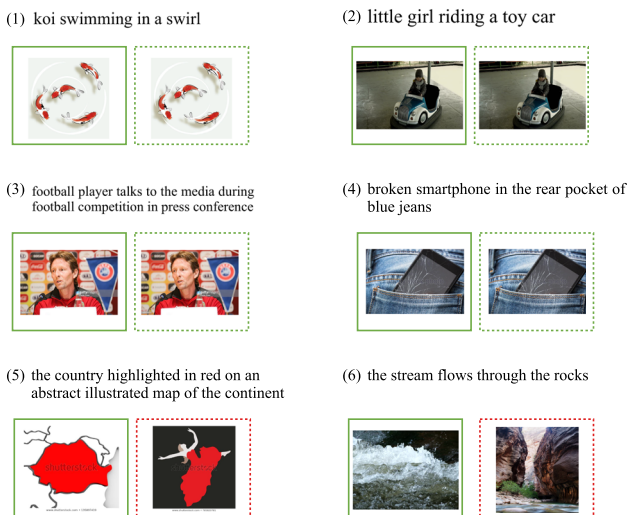 (1) koi swimming in a swirl
(2) little girl riding a toy car
(3) football player talks to the media during
football competition in press conference
(4) broken smartphone in the rear pocket of
blue jeans
(5) the country highlighted in red on an
abstract illustrated map of the continent
(6) the stream flows through the rocks
shutterstock